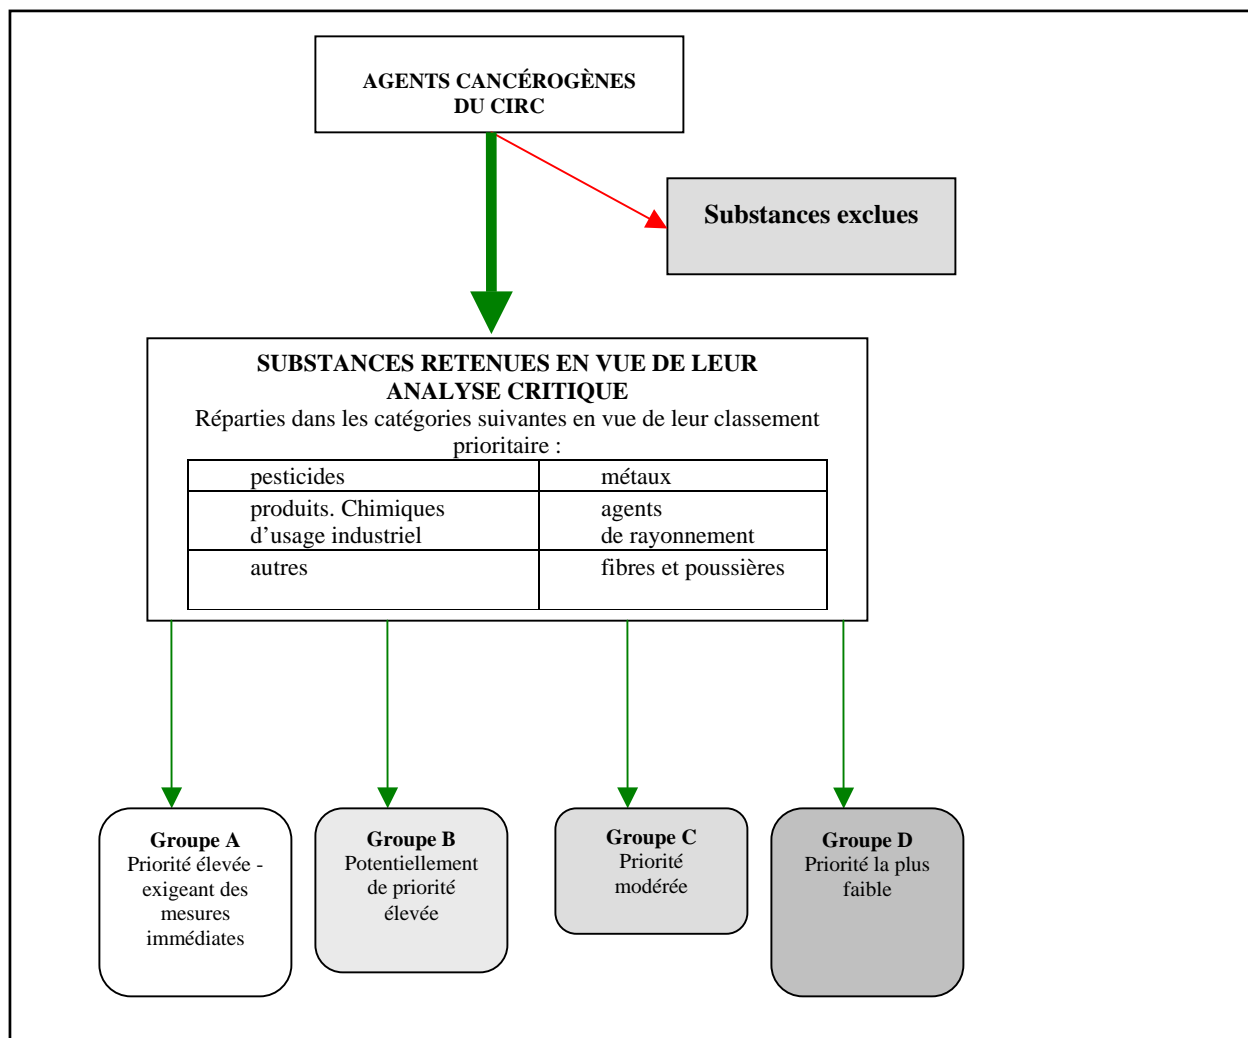 AGENTS CANCÉROGÈNES
DU CIRC
Substances exclues
SUBSTANCES RETENUES EN VUE DE LEUR
ANALYSE CRITIQUE
Réparties dans les catégories suivantes en vue de leur classement
prioritaire :
pesticides
métaux
produits. Chimiques
d’usage industriel
agents
de rayonnement
autres
fibres et poussières
Groupe A
Priorité élevée -
exigeant des
mesures
immédiates
Groupe B
Potentiellement
de priorité
élevée
Groupe C
Priorité
modérée
Groupe D
Priorité la plus
faible